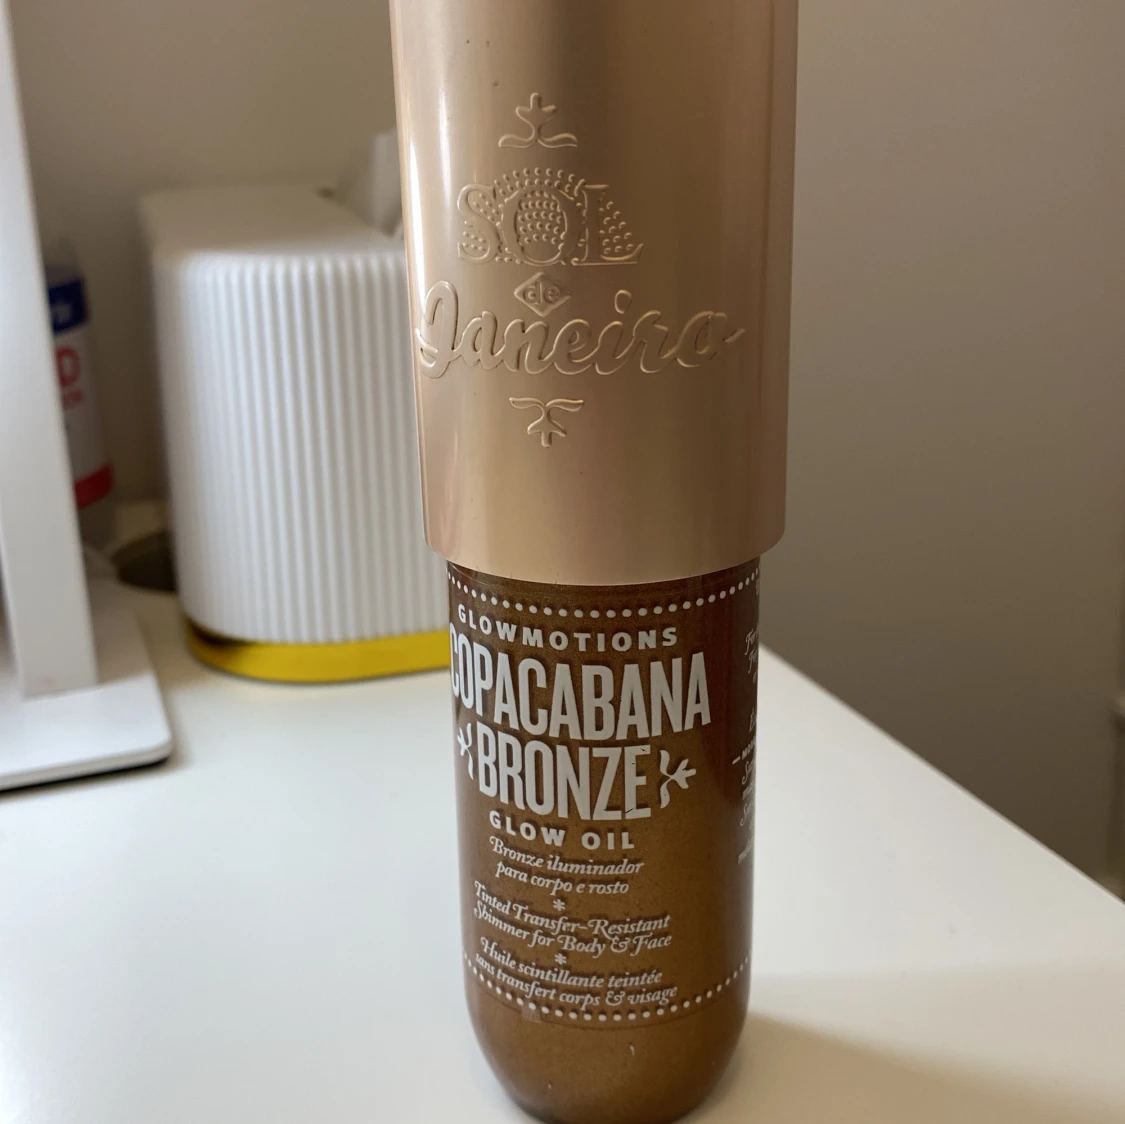 SOL
de
Janeiro
GLOWMOTIONS
COPACABANA
BRONZE
GLOW OIL
Bronze iluminador
para corpo e rosto
Tinted Transfer-Resistant
Shimmer for Body & Face
Huile scintillante teintée
sans transfert corps & visage